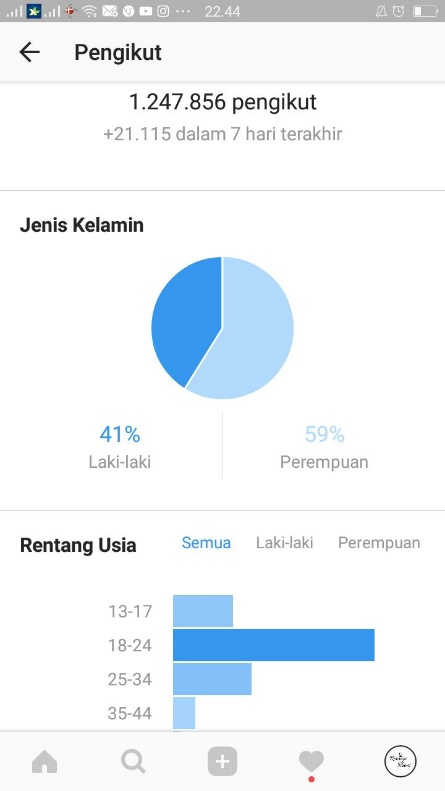 22.44
Pengikut
1.247.856 pengikut
+21.115 dalam 7 hari terakhir
Jenis Kelamin
41% 59%
Laki-laki Perempuan
Rentang Usia Semua Laki-laki Perempuan
13-17
18-24
25-34
35-44